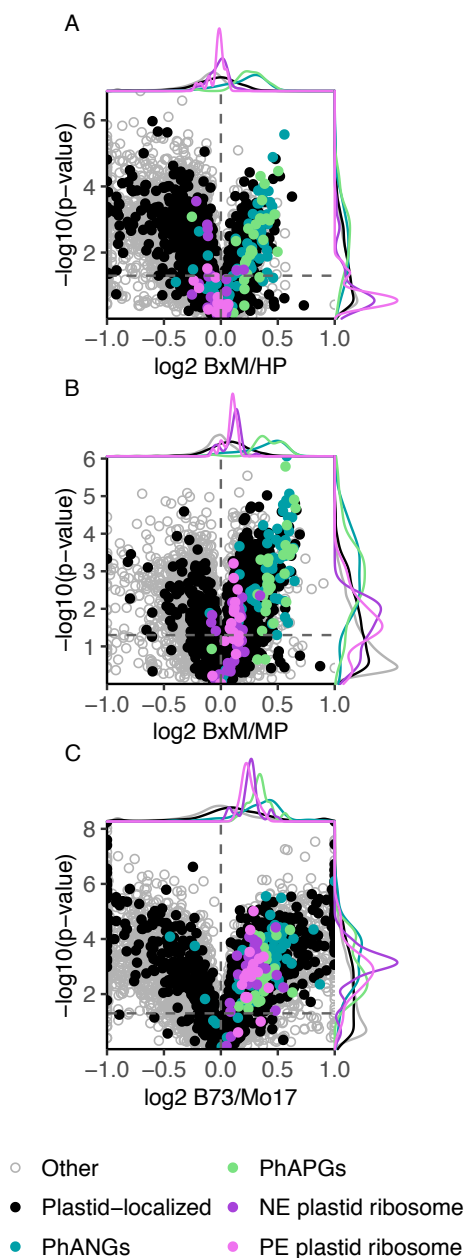 A
−log10(p−value)
6
4
2
−1.0 −0.5 0.0 0.5 1.0
log2 BxM/HP
B
−log10(p−value)
6
5
4
3
2
1
−1.0 −0.5 0.0 0.5 1.0
log2 BxM/MP
C
−log10(p−value)
8
6
4
2
−1.0 −0.5 0.0 0.5 1.0
log2 B73/Mo17
Other
Plastid−localized
PhANGs
PhAPGs
NE plastid ribosome
PE plastid ribosome